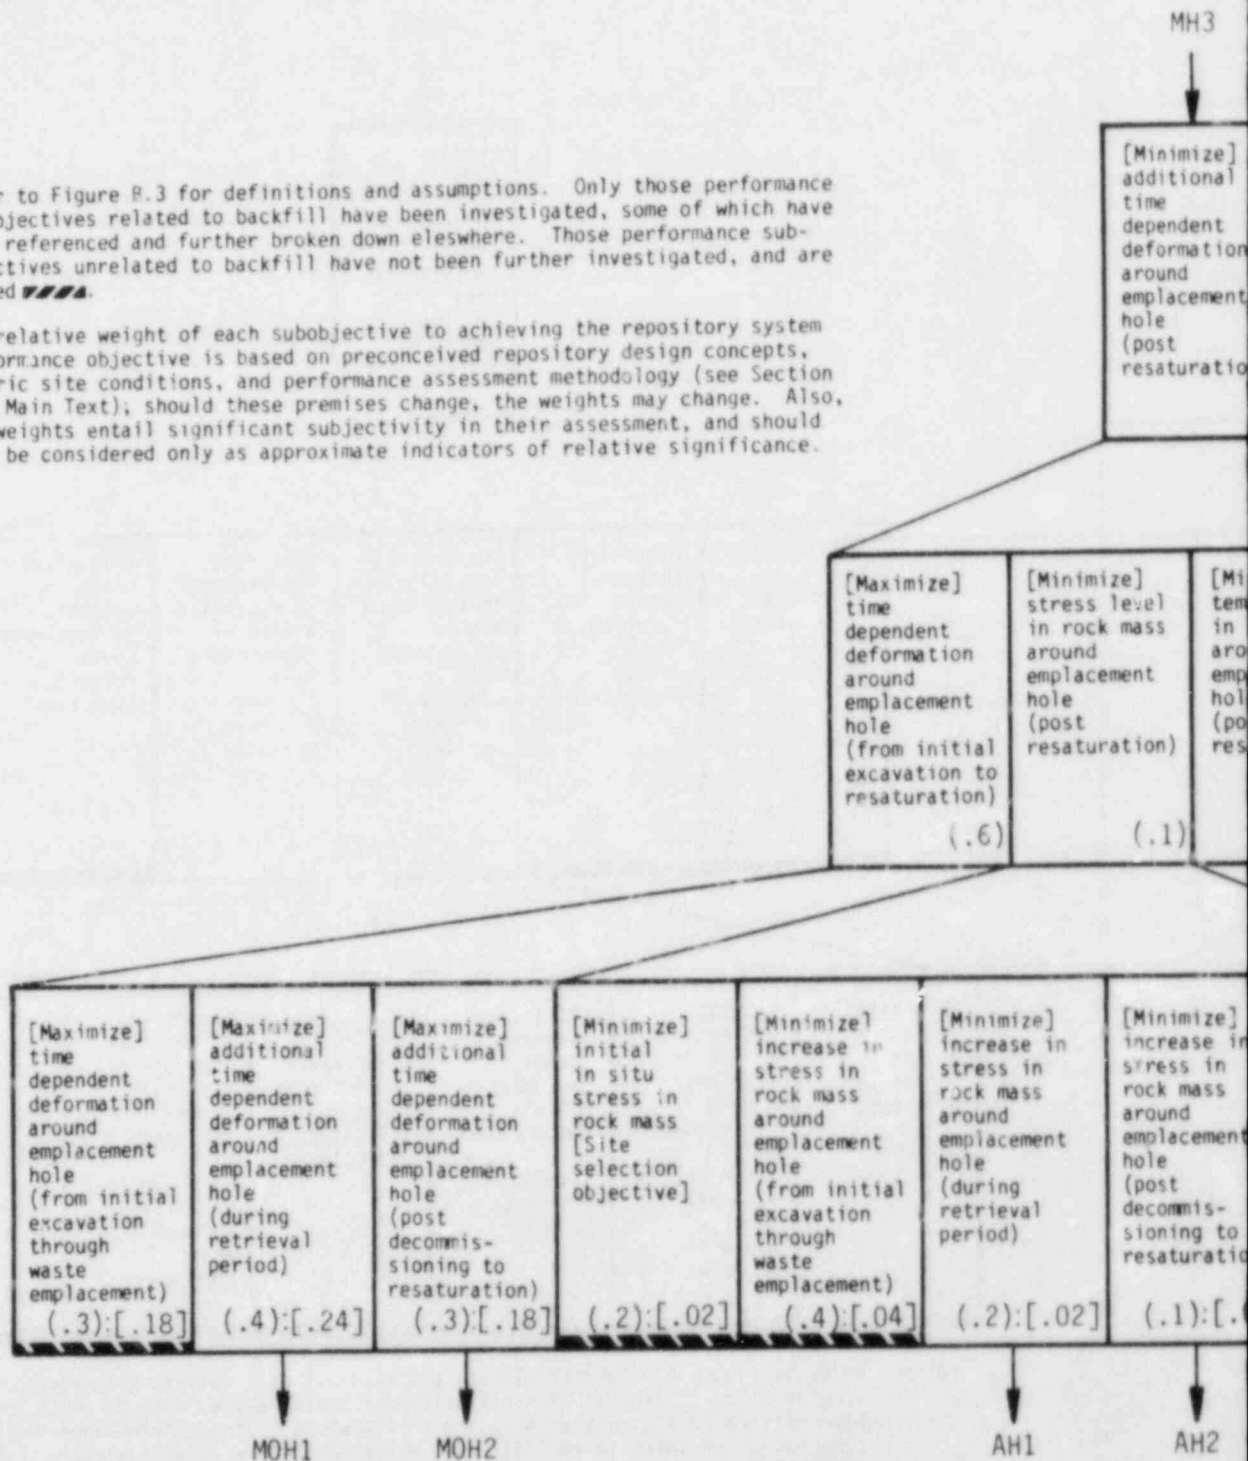 MH3
[Minimize]
additional
time
dependent
deformation
around
emplacement
hole
(post
resaturatio
r to Figure B.3 for definitions and assumptions. Only those performance
bjectives related to backfill have been investigated, some of which have
referenced and further broken down eleswhere. Those performance sub-
ctives unrelated to backfill have not been further investigated, and are
ed
relative weight of each subobjective to achieving the repository system
ormance objective is based on preconceived repository design concepts,
ric site conditions, and performance assessment methodology (see Section
Main Text); should these premises change, the weights may change. Also,
weights entail significant subjectivity in their assessment, and should
be considered only as approximate indicators of relative significance.
[Maximize]
time
dependent
deformation
around
emplacement
hole
(from initial
excavation to
resaturation)
(.6)
[Minimize]
stress level
in rock mass
around
emplacement
hole
(post
resaturation)
(.1)
[Mi
tem
in
aro
emp
hol
(po
res
[Maximize]
time
dependent
deformation
around
emplacement
hole
(from initial
excavation
through
waste
emplacement)
(.3):[.18]
[Maximize]
additional
time
dependent
deformation
around
emplacement
hole
(during
retrieval
period)
(.4):[.24]
[Maximize]
additional
time
dependent
deformation
around
emplacement
hole
(post
decommis-
sioning to
resaturation)
(.3):[.18]
[Minimize]
initial
in situ
stress in
rock mass
[Site
selection
objective]
(.2):[.02]
[Minimize]
increase in
stress in
rock mass
around
emplacement
hole
(from initial
excavation
through
waste
emplacement)
(.4):[.04]
[Minimize]
increase in
stress in
rock mass
around
emplacement
hole
(during
retrieval
period)
(.2):[.02]
[Minimize]
increase in
stress in
rock mass
around
emplacement
hole
(post
decommis-
sioning to
resaturatio
(.1):[.
MOH1
MOH2
AH1
AH2